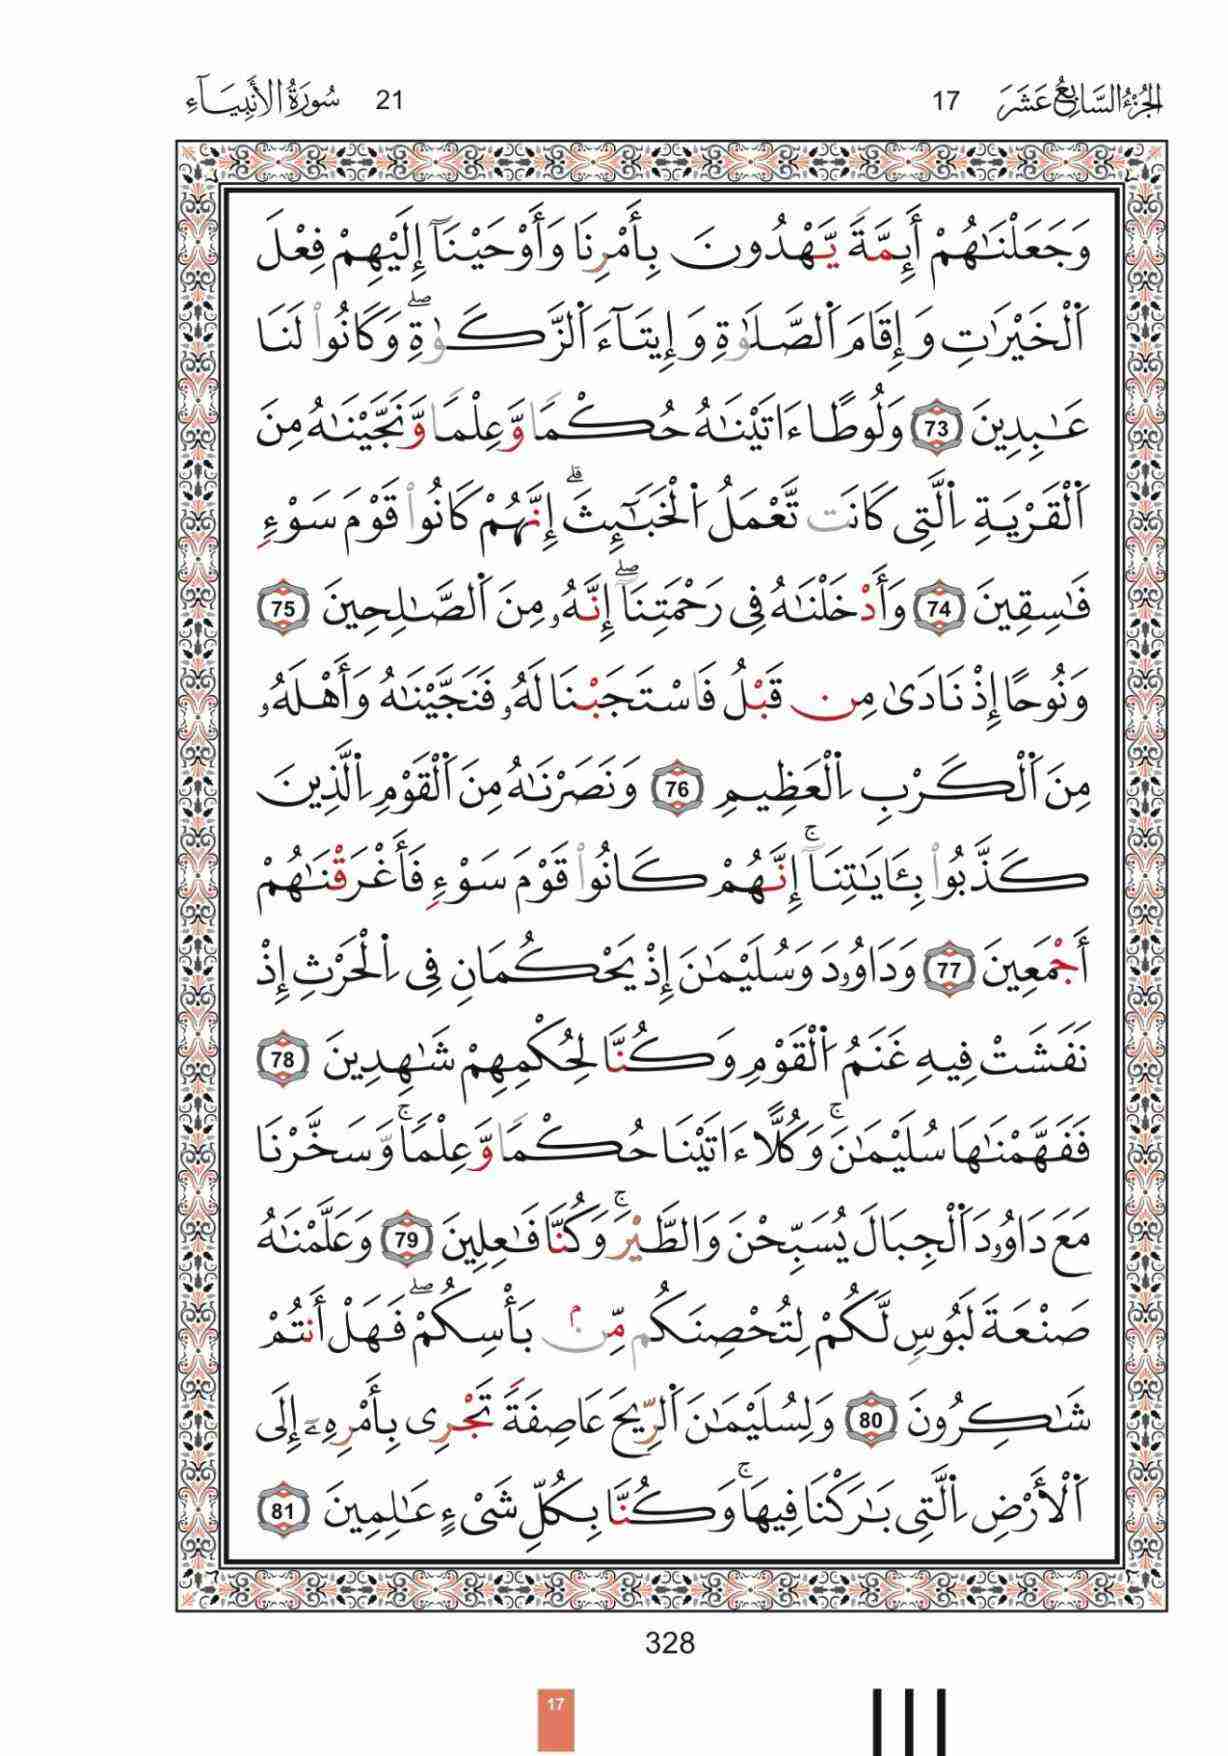 الجزء السابع عشر 17 21 سورة الأنبياء
وَجَعَلْنَٰهُمْ أَئِمَّةً يَّهْدُونَ بِأَمْرِنَا وَأَوْحَيْنَآ إِلَيْهِمْ فِعْلَ
ٱلْخَيْرَٰتِ وَإِقَامَ ٱلصَّلَوٰةِ وَإِيتَآءَ ٱلزَّكَوٰةِۖ وَكَانُوا۟ لَنَا
عَٰبِدِينَ 73 وَلُوطًا ءَاتَيْنَٰهُ حُكْمًا وَّعِلْمًا وَّنَجَّيْنَٰهُ مِنَ
ٱلْقَرْيَةِ ٱلَّتِى كَانَت تَّعْمَلُ ٱلْخَبَٰٓئِثَۗ إِنَّهُمْ كَانُوا۟ قَوْمَ سَوْءٍ
فَٰسِقِينَ 74 وَأَدْخَلْنَٰهُ فِى رَحْمَتِنَآۖ إِنَّهُۥ مِنَ ٱلصَّٰلِحِينَ 75
وَنُوحًا إِذْ نَادَىٰ مِن قَبْلُ فَاسْتَجَبْنَا لَهُۥ فَنَجَّيْنَٰهُ وَأَهْلَهُۥ
مِنَ ٱلْكَرْبِ ٱلْعَظِيمِ 76 وَنَصَرْنَٰهُ مِنَ ٱلْقَوْمِ ٱلَّذِينَ
كَذَّبُوا۟ بِـَٔايَٰتِنَآۚ إِنَّهُمْ كَانُوا۟ قَوْمَ سَوْءٍ فَأَغْرَقْنَٰهُمْ
أَجْمَعِينَ 77 وَدَاوُۥدَ وَسُلَيْمَٰنَ إِذْ يَحْكُمَانِ فِى ٱلْحَرْثِ إِذْ
نَفَشَتْ فِيهِ غَنَمُ ٱلْقَوْمِ وَكُنَّا لِحُكْمِهِمْ شَٰهِدِينَ 78
فَفَهَّمْنَٰهَا سُلَيْمَٰنَۚ وَكُلًّا ءَاتَيْنَا حُكْمًا وَّعِلْمًاۚ وَّسَخَّرْنَا
مَعَ دَاوُۥدَ ٱلْجِبَالَ يُسَبِّحْنَ وَالطَّيْرَۚ وَكُنَّا فَٰعِلِينَ 79 وَعَلَّمْنَٰهُ
صَنْعَةَ لَبُوسٍ لَّكُمْ لِتُحْصِنَكُم مِّنۢ بَأْسِكُمْۖ فَهَلْ أَنتُمْ
شَٰكِرُونَ 80 وَلِسُلَيْمَٰنَ ٱلرِّيحَ عَاصِفَةً تَجْرِى بِأَمْرِهِۦٓ إِلَى
ٱلْأَرْضِ ٱلَّتِى بَٰرَكْنَا فِيهَاۚ وَكُنَّا بِكُلِّ شَىْءٍ عَٰلِمِينَ 81
328
17